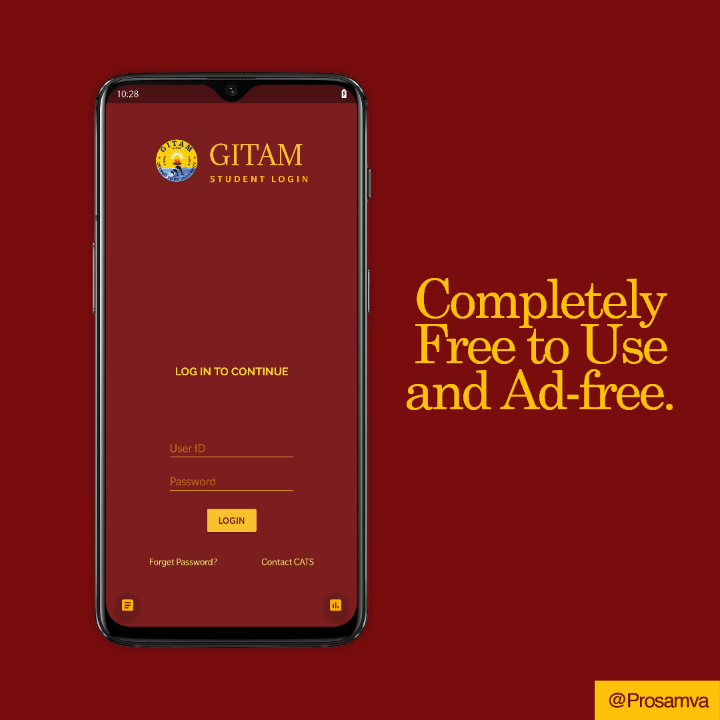 10:28
GITAM
GITAM
STUDENT LOGIN
LOG IN TO CONTINUE
User ID
Password
LOGIN
Forget Password?
Contact CATS
Completely
Free to Use
and Ad-free.
@Prosamva